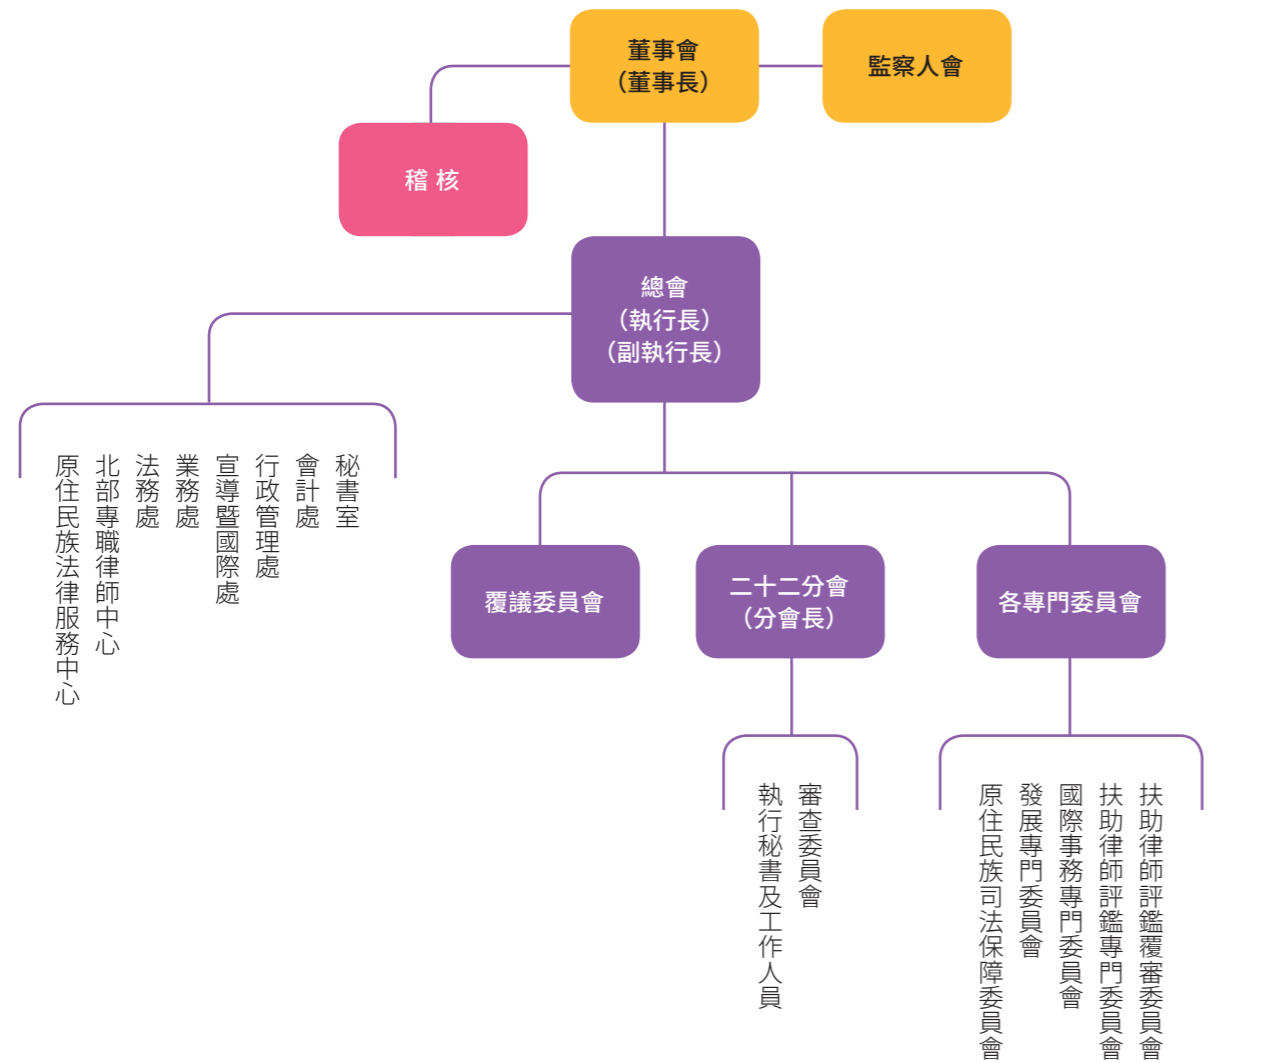 董事會
（董事長）
監察人會
稽 核
總會
（執行長）
（副執行長）
秘書室
會計處
行政管理處
宣導暨國際處
業務處
法務處
北部專職律師中心
原住民族法律服務中心
覆議委員會
二十二分會
（分會長）
各專門委員會
審查委員會
執行秘書及工作人員
扶助律師評鑑覆審委員會
扶助律師評鑑專門委員會
國際事務專門委員會
發展專門委員會
原住民族司法保障委員會